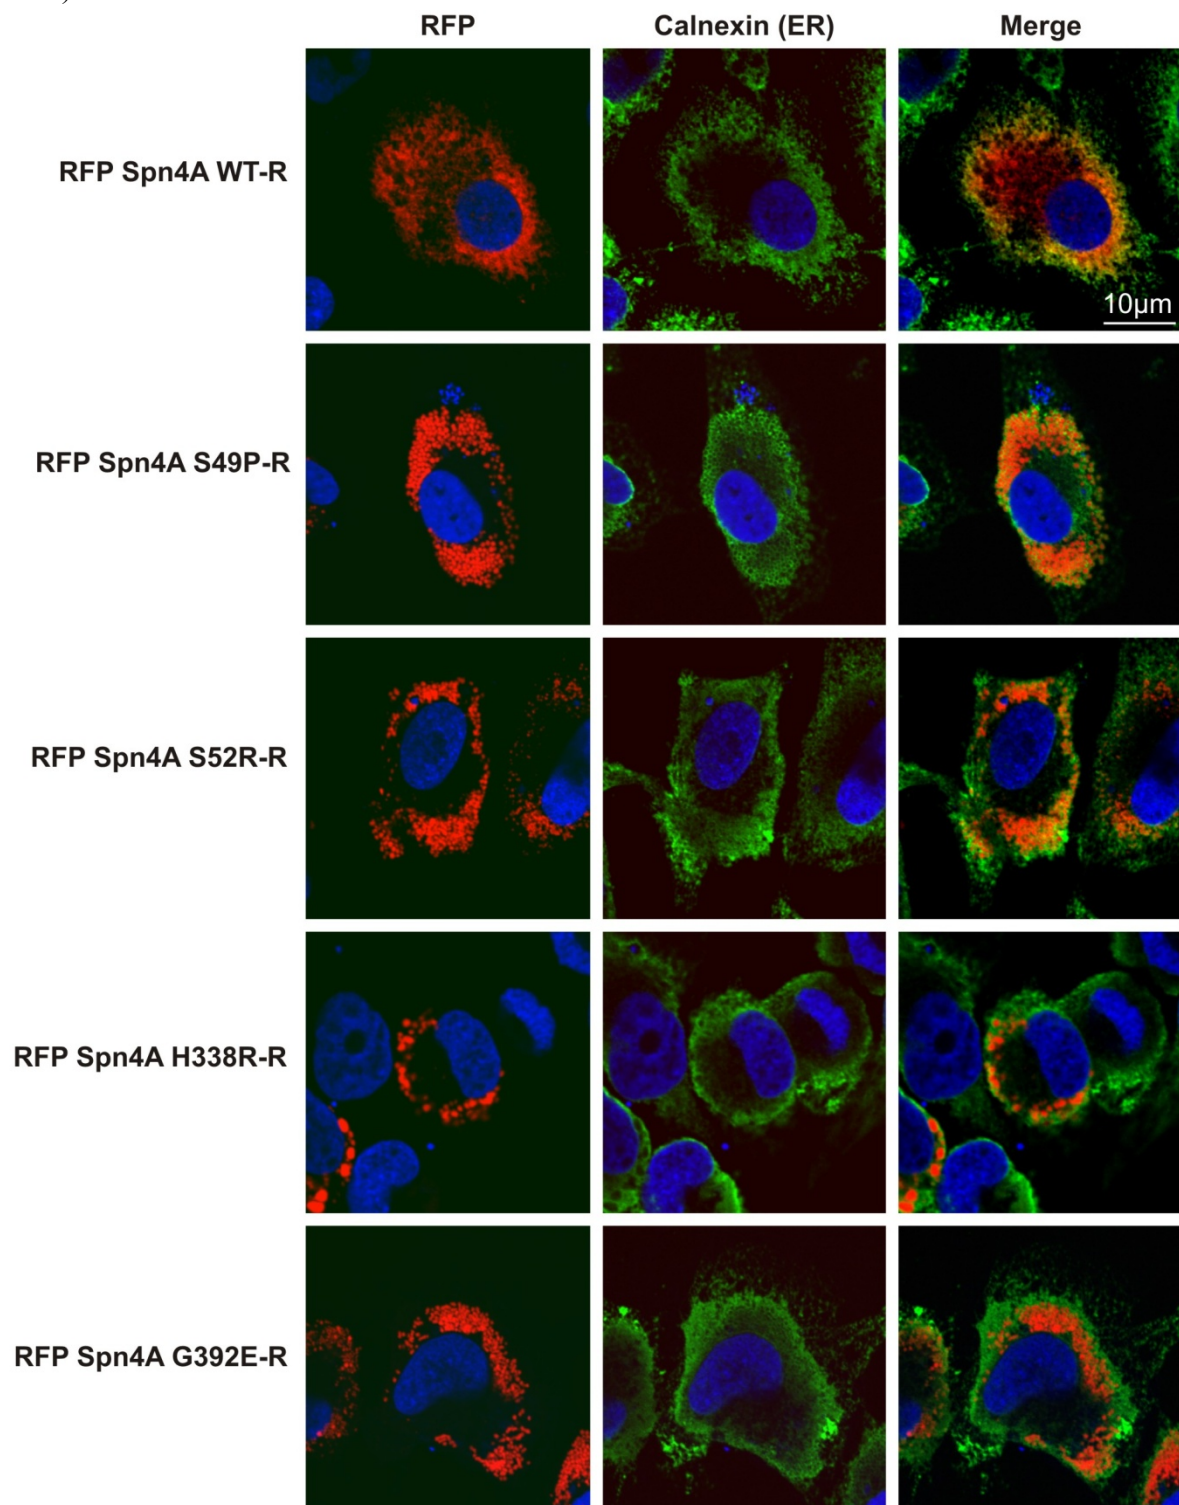 RFP Calnexin (ER) Merge
RFP Spn4A WT-R
10µm
RFP Spn4A S49P-R
RFP Spn4A S52R-R
RFP Spn4A H338R-R
RFP Spn4A G392E-R